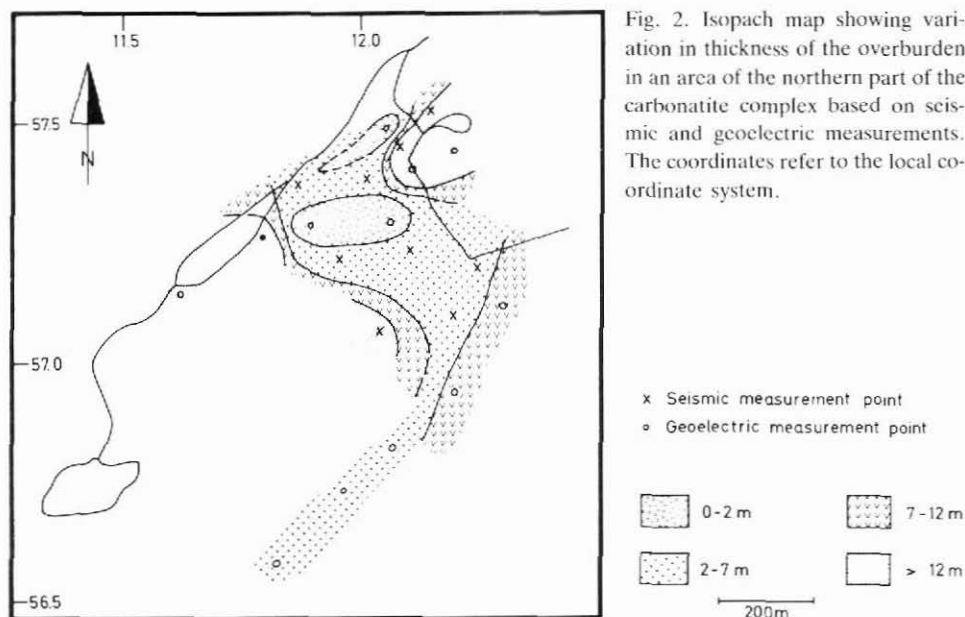 11.5 12.0
57.5
N
57.0
56.5
Fig. 2. Isopach map showing vari-
ation in thickness of the overburden
in an area of the northern part of the
carbonatite complex based on seis-
mic and geoelectric measurements.
The coordinates refer to the local co-
ordinate system.
x Seismic measurement point
o Geoelectric measurement point
0-2 m 7-12 m
2-7 m > 12 m
200m